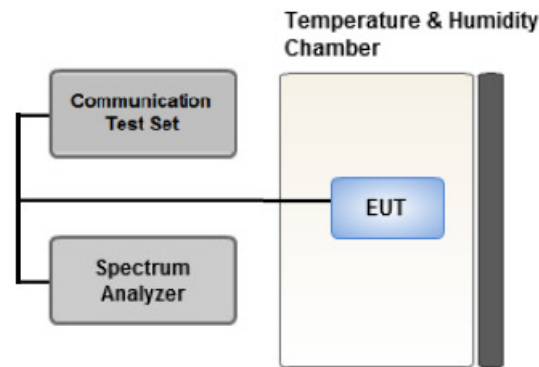 Temperature & Humidity
Chamber
Communication
Test Set
EUT
Spectrum
Analyzer